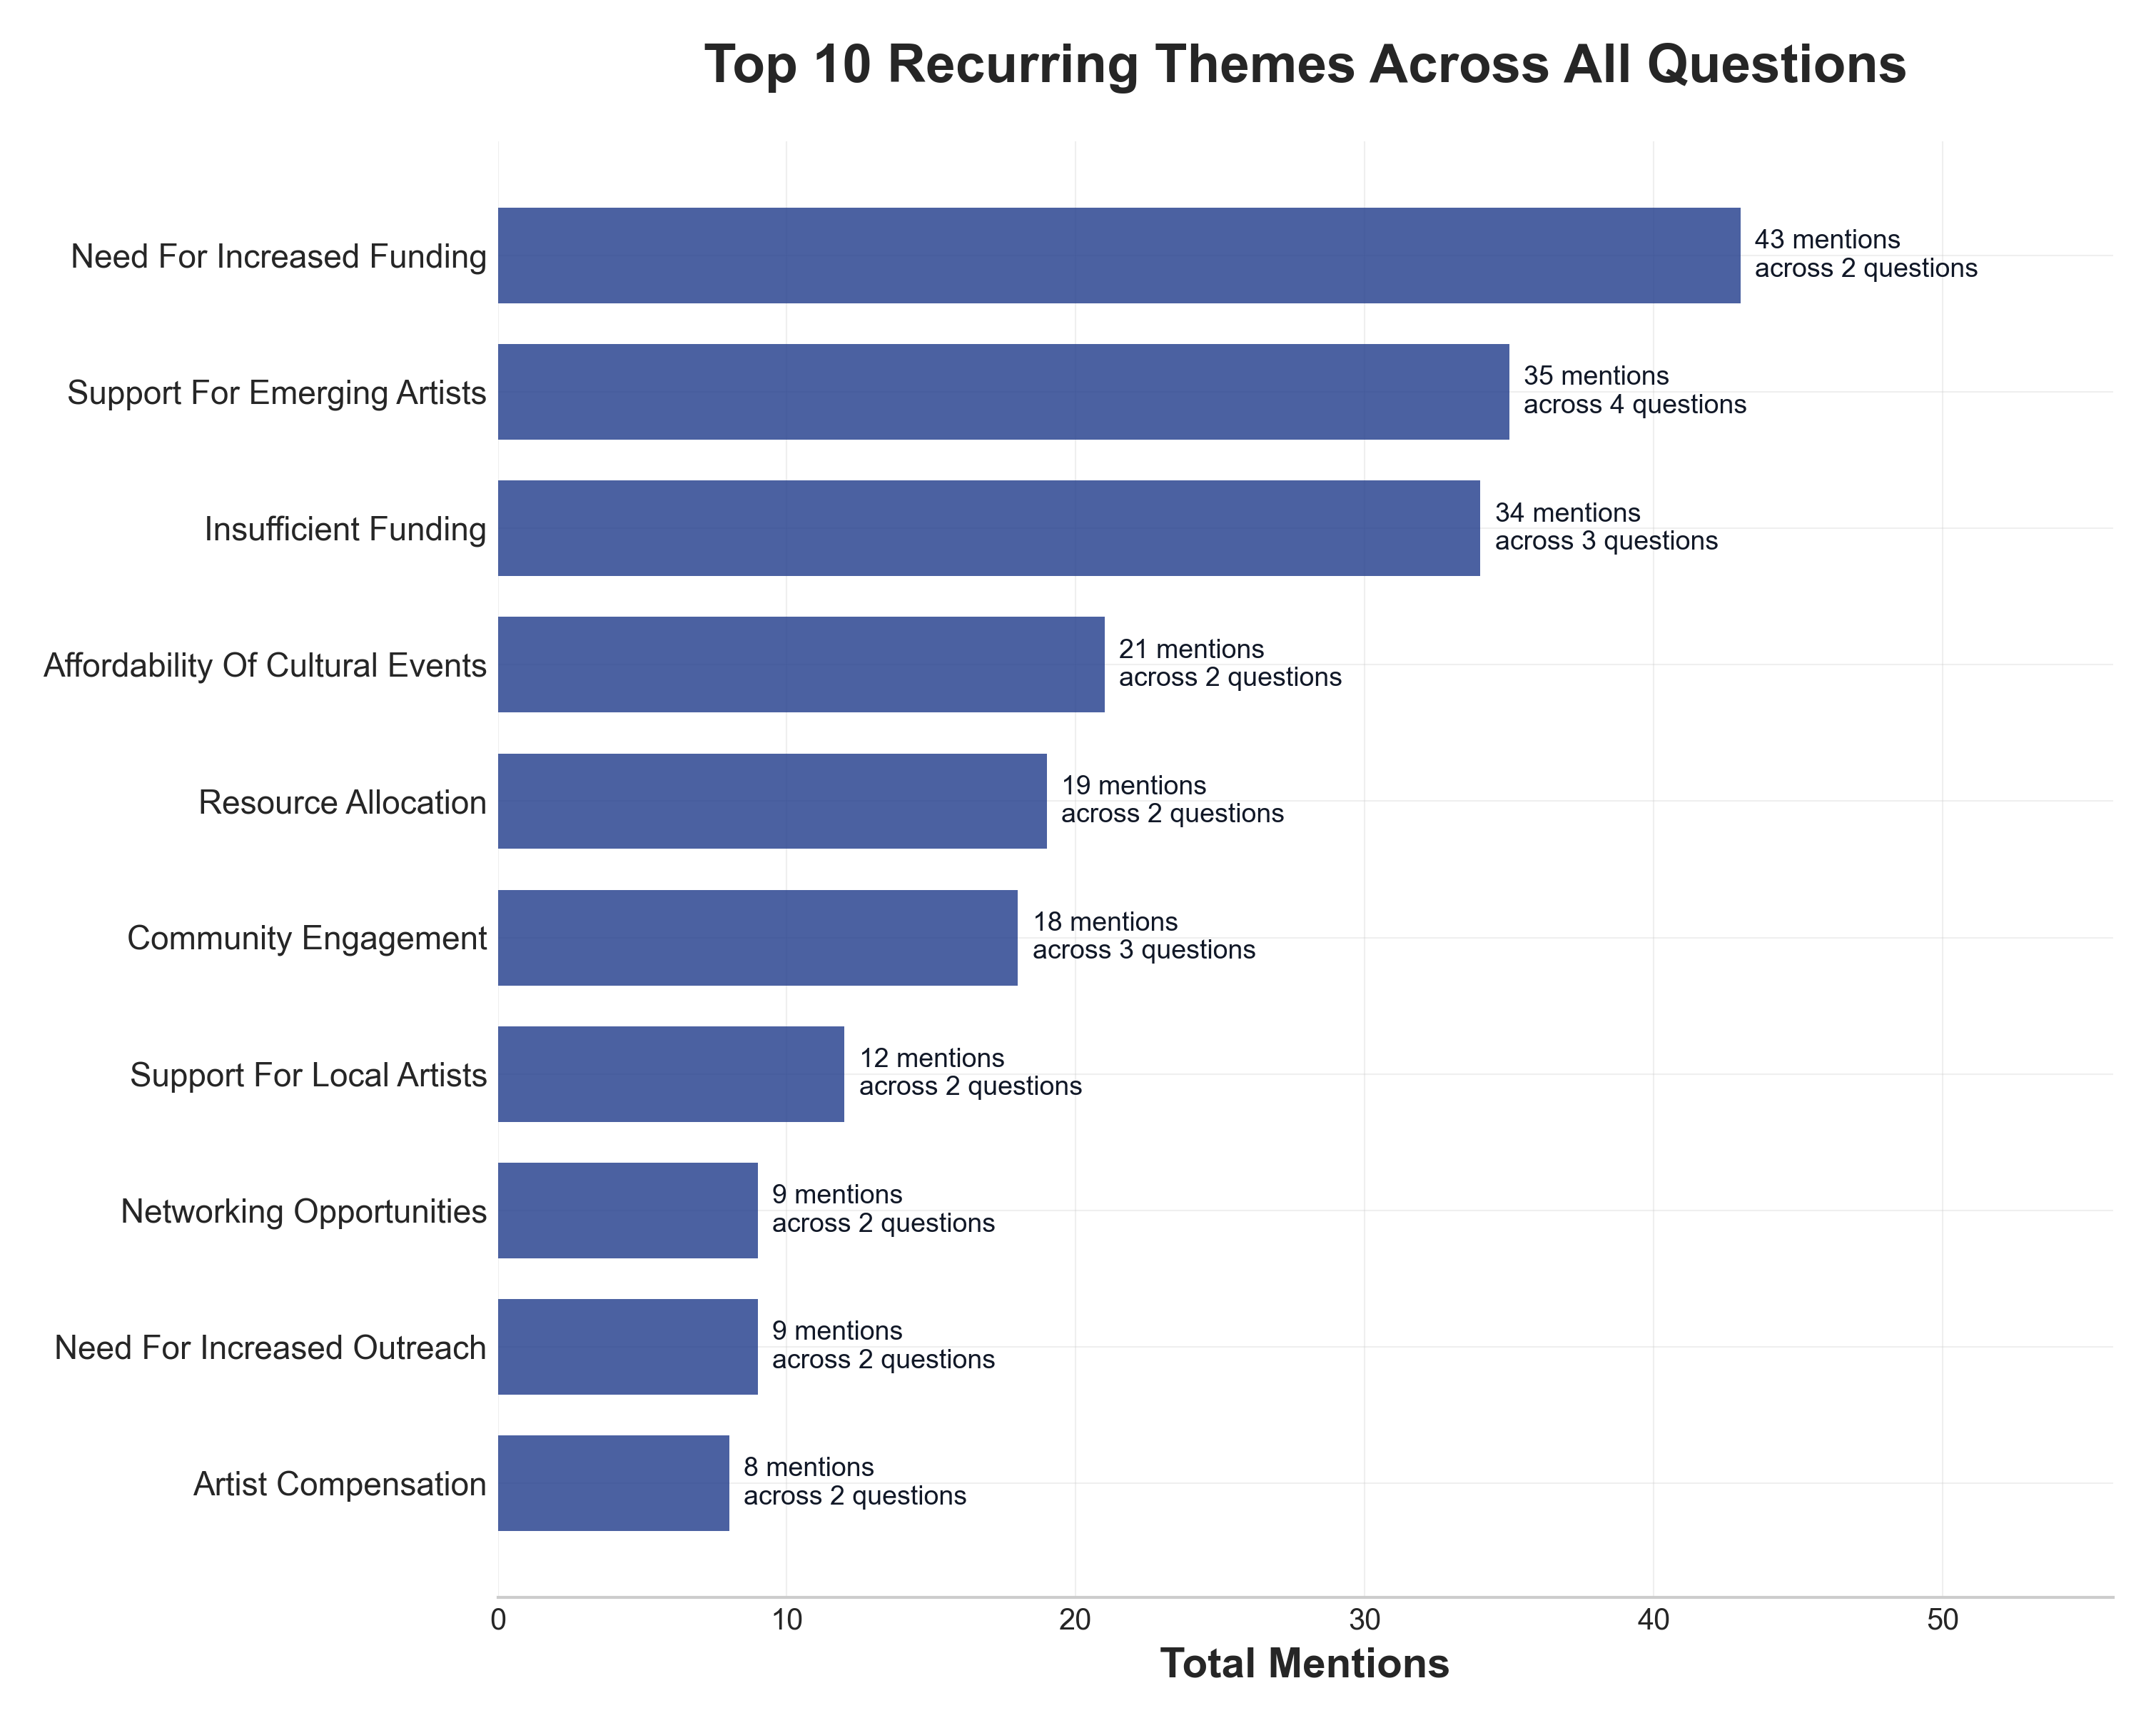 Top 10 Recurring Themes Across All Questions
Need For Increased Funding
43 mentions
across 2 questions
Support For Emerging Artists
35 mentions
across 4 questions
Insufficient Funding
34 mentions
across 3 questions
Affordability Of Cultural Events
21 mentions
across 2 questions
Resource Allocation
19 mentions
across 2 questions
Community Engagement
18 mentions
across 3 questions
Support For Local Artists
12 mentions
across 2 questions
Networking Opportunities
9 mentions
across 2 questions
Need For Increased Outreach
9 mentions
across 2 questions
Artist Compensation
8 mentions
across 2 questions
0 10 20 30 40 50
Total Mentions